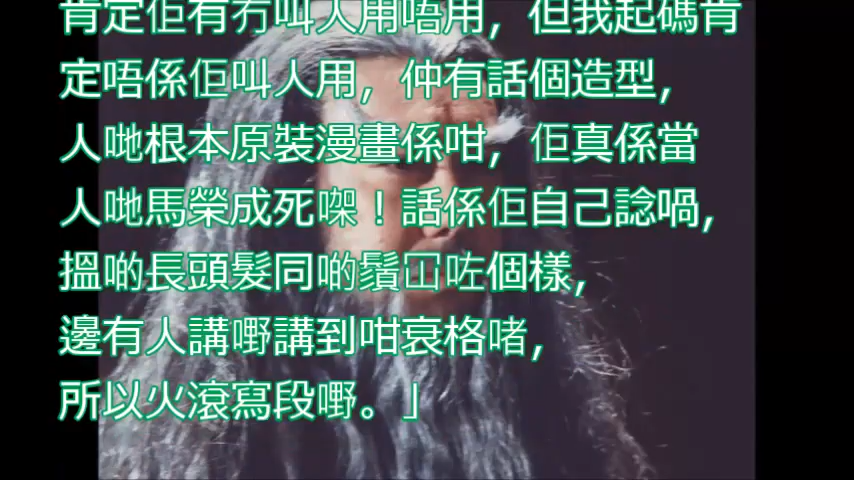 肯定佢有冇叫人用唔用，但我起碼肯
定唔係佢叫人用，仲有話個造型，
人哋根本原裝漫畫係咁，佢真係當
人哋馬榮成死㗎！話係佢自己諗喎，
搵啲長頭髮同啲鬚冚咗個樣，
邊有人講嘢講到咁衰格啫，
所以火滾寫段嘢。」